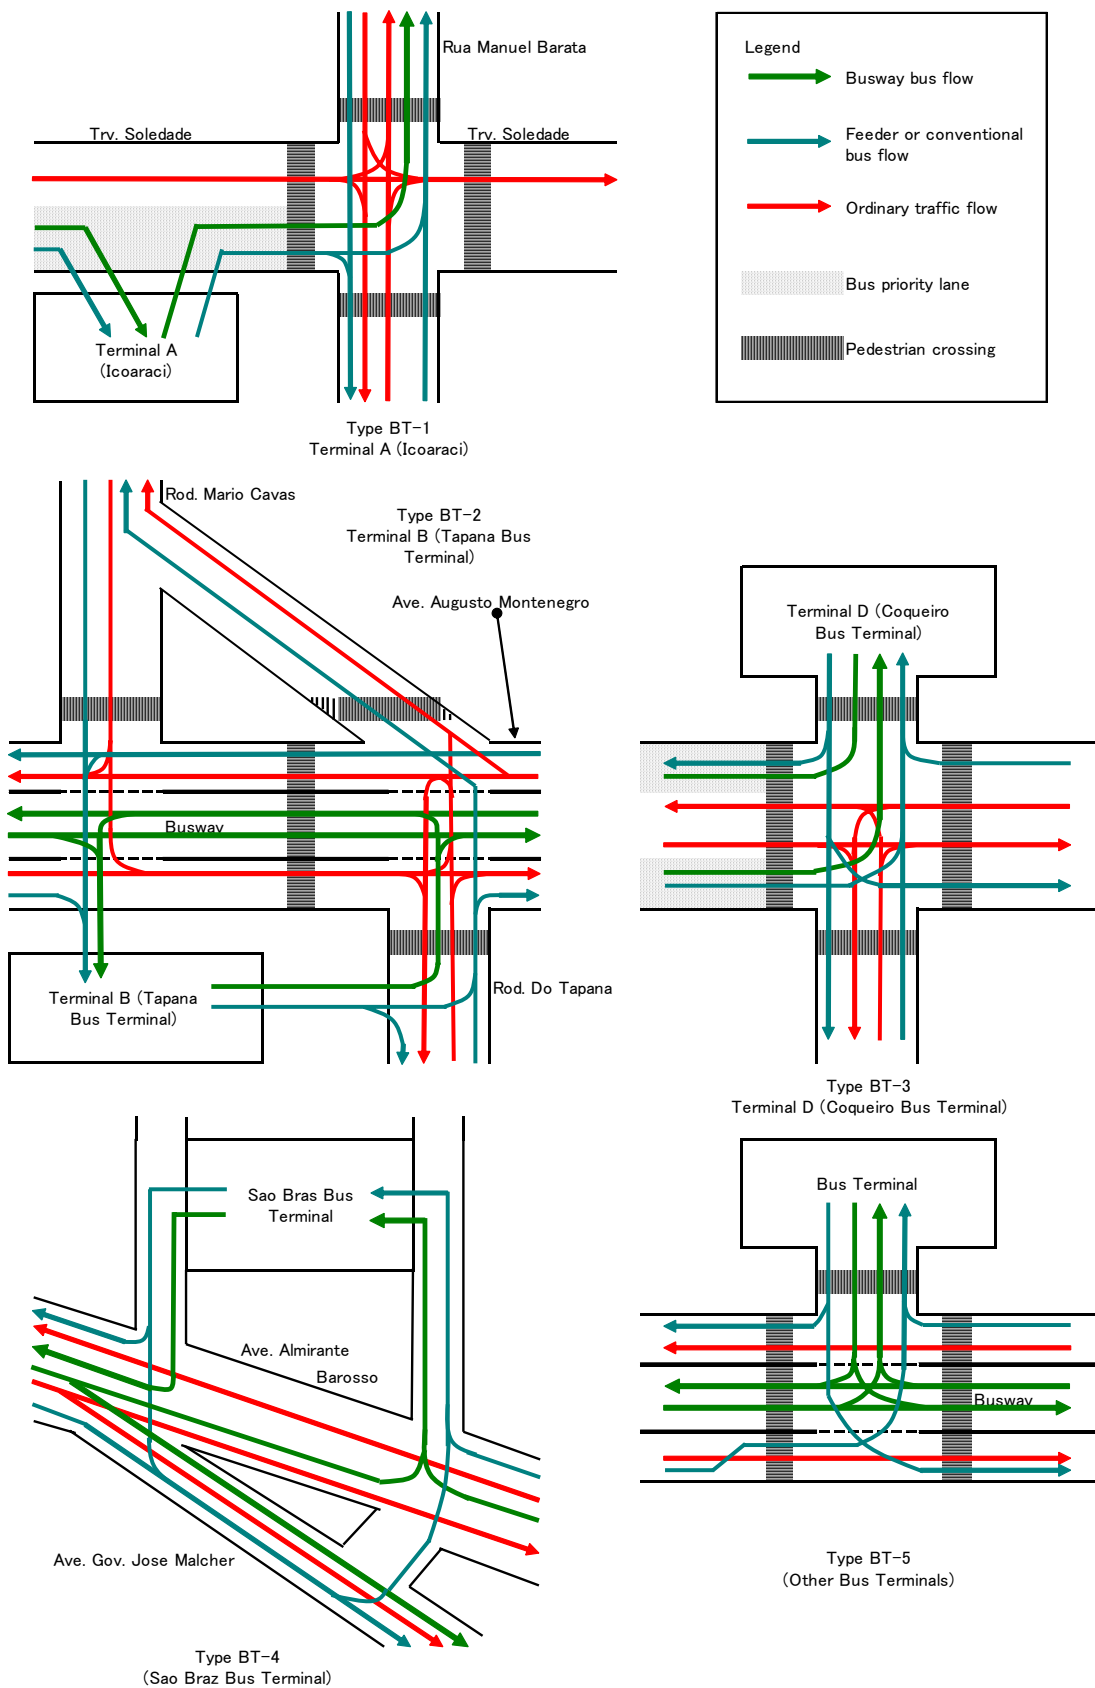 Rua Manuel Barata
Trv. Soledade
Trv. Soledade
Terminal A
(Icoaraci)
Type BT-1
Terminal A (Icoaraci)
Legend
Busway bus flow
Feeder or conventional
bus flow
Ordinary traffic flow
Bus priority lane
Pedestrian crossing
Rod. Mario Cavas
Type BT-2
Terminal B (Tapana Bus
Terminal)
Ave. Augusto Montenegro
Busway
Terminal B (Tapana
Bus Terminal)
Rod. Do Tapana
Terminal D (Coqueiro
Bus Terminal)
Type BT-3
Terminal D (Coqueiro Bus Terminal)
Sao Bras Bus
Terminal
Ave. Almirante
Barosso
Ave. Gov. Jose Malcher
Type BT-4
(Sao Braz Bus Terminal)
Bus Terminal
Busway
Type BT-5
(Other Bus Terminals)